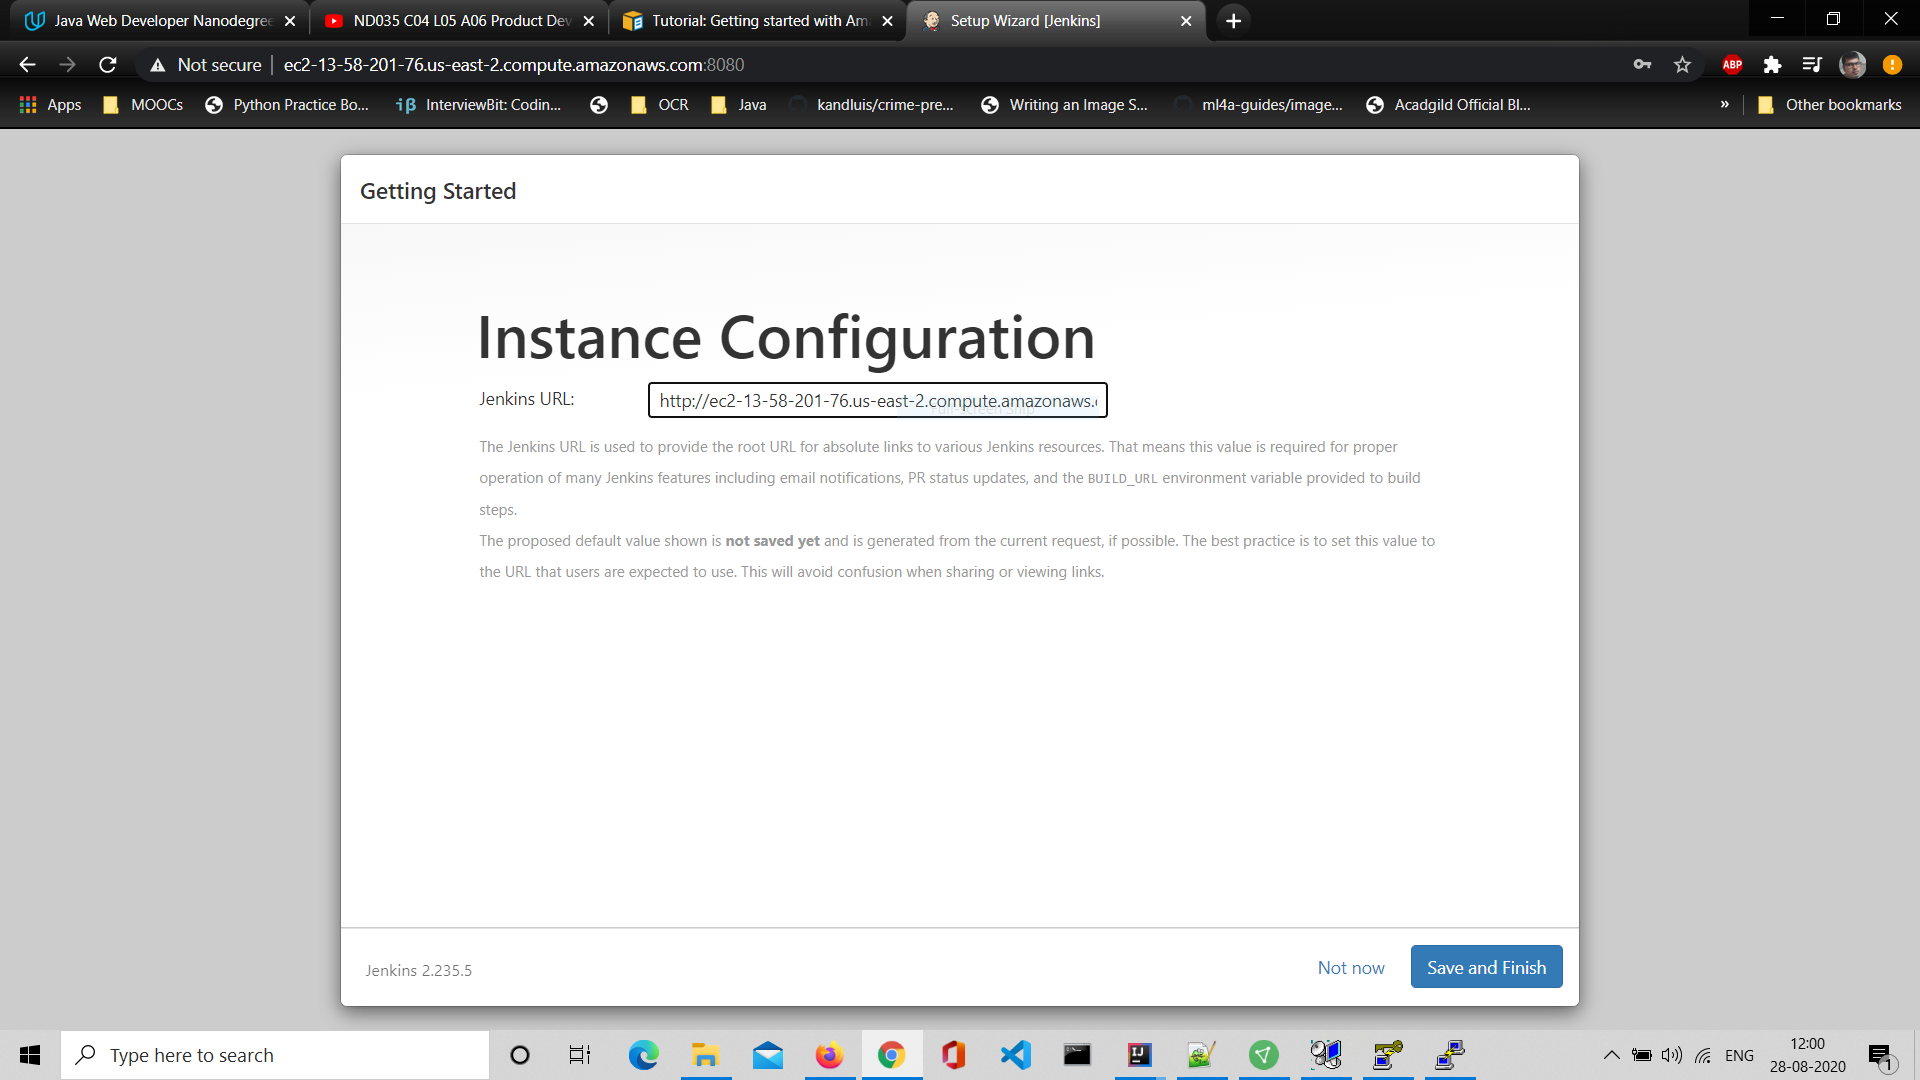 Java Web Developer Nanodegree
ND035 C04 L05 A06 Product Dev
Tutorial: Getting started with Am
Setup Wizard [Jenkins]
Not secure
ec2-13-58-201-76.us-east-2.compute.amazonaws.com:8080
ABP
Apps
MOOCs
Python Practice Bo...
iβ
InterviewBit: Codin...
OCR
Java
kandluis/crime-pre...
Writing an Image S...
ml4a-guides/image...
Acadgild Official Bl...
»
Other bookmarks
Getting Started
Instance Configuration
Jenkins URL:
http://ec2-13-58-201-76.us-east-2.compute.amazonaws.
The Jenkins URL is used to provide the root URL for absolute links to various Jenkins resources. That means this value is required for proper
operation of many Jenkins features including email notifications, PR status updates, and the BUILD_URL environment variable provided to build
steps.
The proposed default value shown is not saved yet and is generated from the current request, if possible. The best practice is to set this value to
the URL that users are expected to use. This will avoid confusion when sharing or viewing links.
Jenkins 2.235.5
Not now
Save and Finish
Type here to search
IJ
ENG
12:00
28-08-2020
1